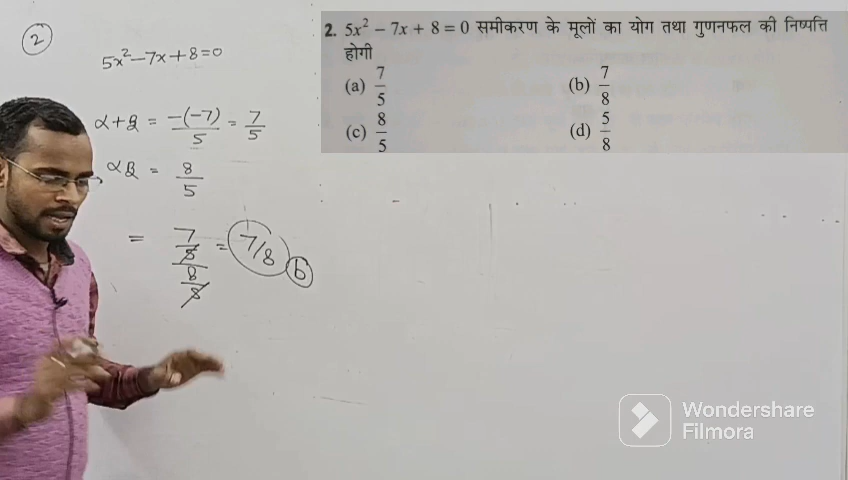 2
5x² – 7x + 8 = 0
α + β = -(-7)/5 = 7/5
αβ = 8/5
= 7/5 / 8/5 = 7/8 b
2. 5x² – 7x + 8 = 0 समीकरण के मूलों का योग तथा गुणनफल की निष्पत्ति
होगी
(a) 7/5 (b) 7/8
(c) 8/5 (d) 5/8
Wondershare
Filmora